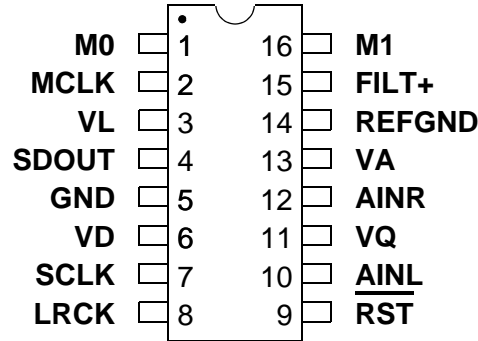 M0 1 16 M1
MCLK 2 15 FILT+
VL 3 14 REFGND
SDOUT 4 13 VA
GND 5 12 AINR
VD 6 11 VQ
SCLK 7 10 AINL
LRCK 8 9 RST